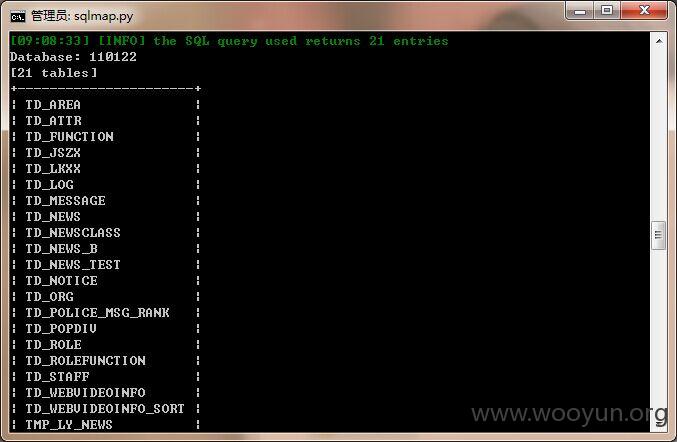 管理员: sqlmap.py
[09:08:33] [INFO] the SQL query used returns 21 entries
Database: 110122
[21 tables]
+-----------------------+
| TD_AREA |
| TD_ATTR |
| TD_FUNCTION |
| TD_JSZX |
| TD_LKXX |
| TD_LOG |
| TD_MESSAGE |
| TD_NEWS |
| TD_NEWSCLASS |
| TD_NEWS_B |
| TD_NEWS_TEST |
| TD_NOTICE |
| TD_ORG |
| TD_POLICE_MSG_RANK |
| TD_POPDIV |
| TD_ROLE |
| TD_ROLEFUNCTION |
| TD_STAFF |
| TD_WEBVIDEOINFO |
| TD_WEBVIDEOINFO_SORT |
| TMP_LY_NEWS |
www.wooyun.org